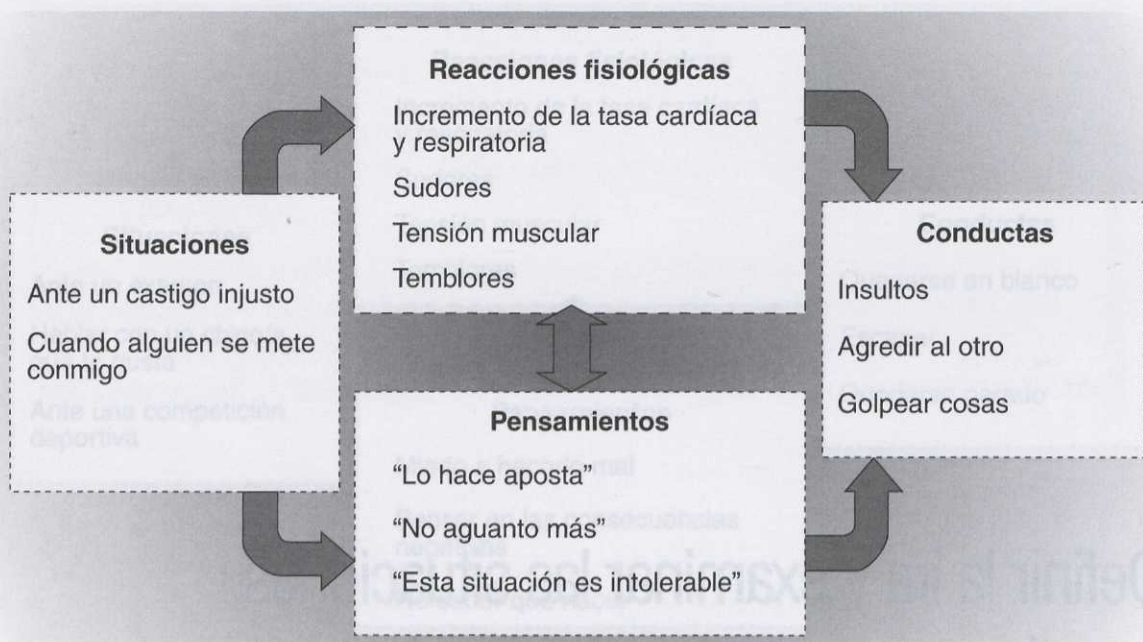 Reacciones fisiológicas
Incremento de la tasa cardíaca
y respiratoria
Sudores
Tensión muscular
Temblores
Situaciones
Ante un castigo injusto
Cuando alguien se mete
conmigo
Conductas
Insultos
Agredir al otro
Golpear cosas
Pensamientos
“Lo hace aposta”
“No aguanto más”
“Esta situación es intolerable”